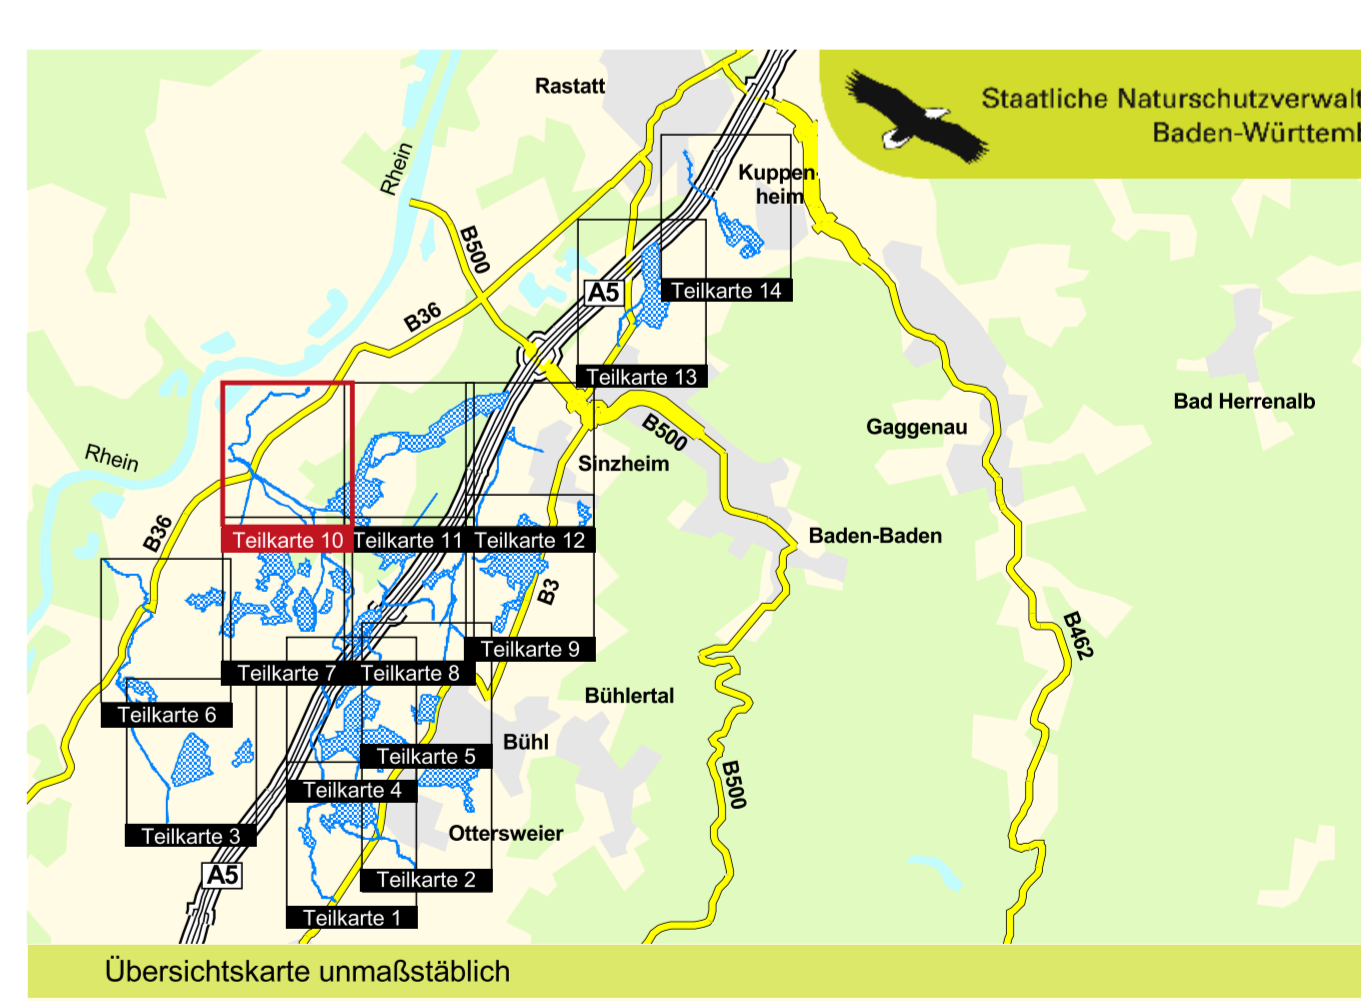 Rastatt
Staatliche Naturschutzverwalt
Baden-Württemb
Rhein
Kuppen-
heim
B500
Teilkarte 14
A5
B36
Teilkarte 13
Bad Herrenalb
Gaggenau
B500
Sinzheim
Rhein
B36
Teilkarte 10
Teilkarte 11
Teilkarte 12
Baden-Baden
B3
B462
Teilkarte 9
Teilkarte 7
Teilkarte 8
Bühlertal
Teilkarte 6
Bühl
Teilkarte 5
B500
Teilkarte 4
Teilkarte 3
Ottersweier
A5
Teilkarte 2
Teilkarte 1
Übersichtskarte unmaßstäblich